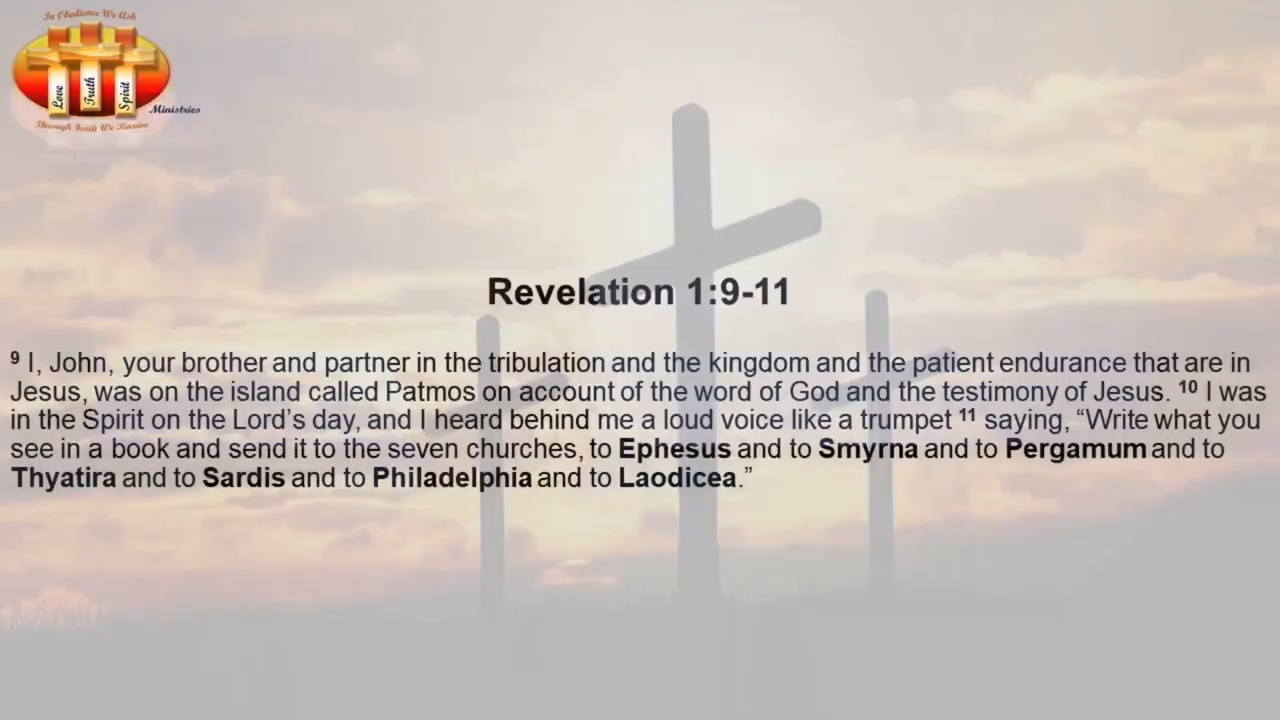 In Obedience We Ask
Love
Truth
Spirit
Ministries
Through Faith We Receive
Revelation 1:9-11
9 I, John, your brother and partner in the tribulation and the kingdom and the patient endurance that are in
Jesus, was on the island called Patmos on account of the word of God and the testimony of Jesus. 10 I was
in the Spirit on the Lord’s day, and I heard behind me a loud voice like a trumpet 11 saying, “Write what you
see in a book and send it to the seven churches, to Ephesus and to Smyrna and to Pergamum and to
Thyatira and to Sardis and to Philadelphia and to Laodicea.”